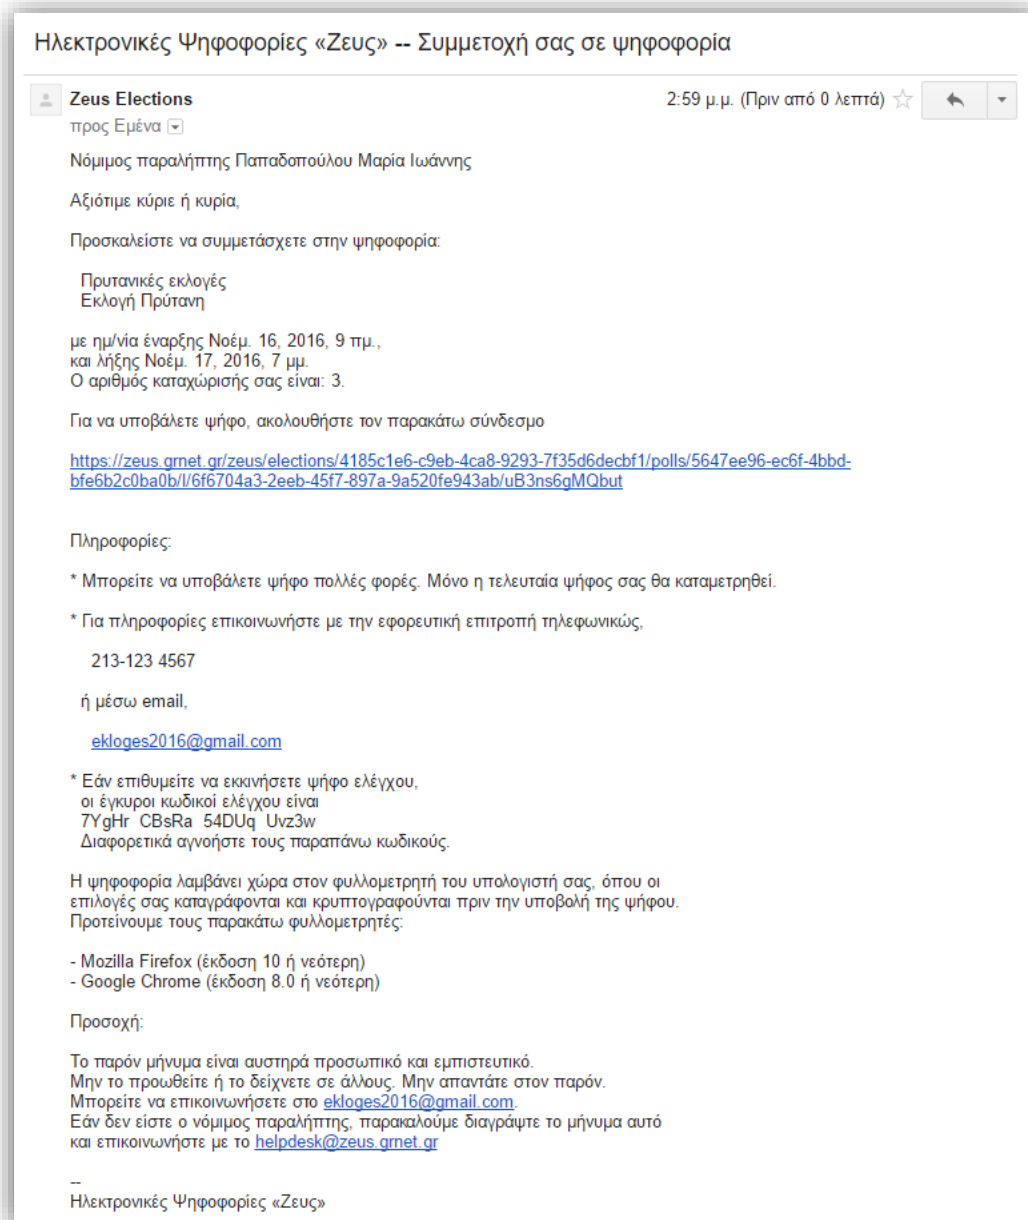 Ηλεκτρονικές Ψηφοφορίες «Ζευς» -- Συμμετοχή σας σε ψηφοφορία
Zeus Elections
2:59 μ.μ. (Πριν από 0 λεπτά)
προς Εμένα
Νόμιμος παραλήπτης Παπαδοπούλου Μαρία Ιωάννης
Αξιότιμε κύριε ή κυρία,
Προσκαλείστε να συμμετάσχετε στην ψηφοφορία:
Πρυτανικές εκλογές
Εκλογή Πρύτανη
με ημ/νία έναρξης Νοέμ. 16, 2016, 9 πμ.,
και λήξης Νοέμ. 17, 2016, 7 μμ.
Ο αριθμός καταχώρισής σας είναι: 3.
Για να υποβάλετε ψήφο, ακολουθήστε τον παρακάτω σύνδεσμο
https://zeus.grnet.gr/zeus/elections/4185c1e6-c9eb-4ca8-9293-7f35d6decbf1/polls/5647ee96-ec6f-4bbd-
bfe6b2c0ba0b/l/6f6704a3-2eeb-45f7-897a-9a520fe943ab/uB3ns6gMQbut
Πληροφορίες:
* Μπορείτε να υποβάλετε ψήφο πολλές φορές. Μόνο η τελευταία ψήφος σας θα καταμετρηθεί.
* Για πληροφορίες επικοινωνήστε με την εφορευτική επιτροπή τηλεφωνικώς,
213-123 4567
ή μέσω email,
ekloges2016@gmail.com
* Εάν επιθυμείτε να εκκινήσετε ψήφο ελέγχου,
οι έγκυροι κωδικοί ελέγχου είναι
7YgHr CBsRa 54DUq Uvz3w
Διαφορετικά αγνοήστε τους παραπάνω κωδικούς.
Η ψηφοφορία λαμβάνει χώρα στον φυλλομετρητή του υπολογιστή σας, όπου οι
επιλογές σας καταγράφονται και κρυπτογραφούνται πριν την υποβολή της ψήφου.
Προτείνουμε τους παρακάτω φυλλομετρητές:
- Mozilla Firefox (έκδοση 10 ή νεότερη)
- Google Chrome (έκδοση 8.0 ή νεότερη)
Προσοχή:
Το παρόν μήνυμα είναι αυστηρά προσωπικό και εμπιστευτικό.
Μην το προωθείτε ή το δείχνετε σε άλλους. Μην απαντάτε στον παρόν.
Μπορείτε να επικοινωνήσετε στο ekloges2016@gmail.com.
Εάν δεν είστε ο νόμιμος παραλήπτης, παρακαλούμε διαγράψτε το μήνυμα αυτό
και επικοινωνήστε με το helpdesk@zeus.grnet.gr
--
Ηλεκτρονικές Ψηφοφορίες «Ζευς»